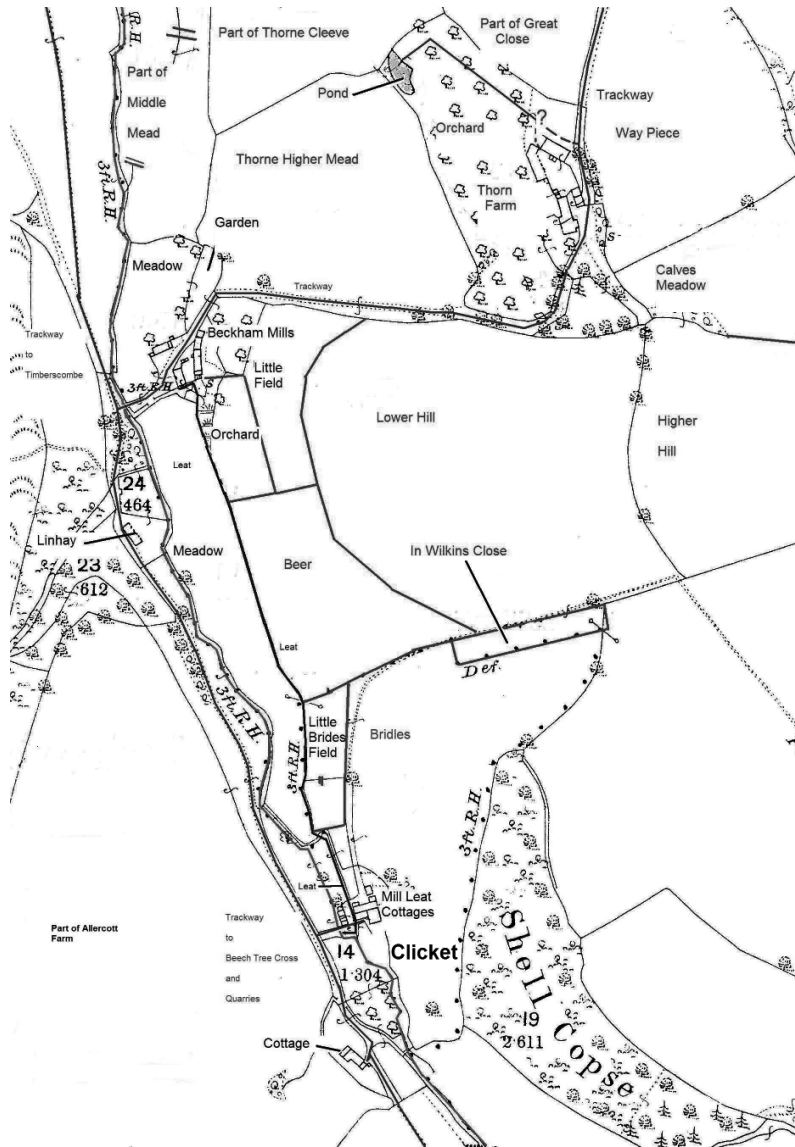 R.H.
Part of Thorne Cleeve
Part of Great
Close
Part of
Middle
Mead
Pond
Trackway
Orchard
?
Way Piece
Thorne Higher Mead
3ft.R.H.
Thorn
Farm
Garden
S
Meadow
Calves
Meadow
Trackway
Beckham Mills
Trackway
to
Timberscombe
3ft.R.H
S
Little
Field
Lower Hill
Higher
Hill
Orchard
Leat
24
464
Linhay
Meadow
In Wilkins Close
23
·612
Beer
Leat
Def.
3ft.R.H.
Little
Brides
Field
Bridles
3ft.R.H.
3ft.R.H.
Leat
Mill Leat
Cottages
Part of Allercott
Farm
Trackway
to
Beech Tree Cross
and
Quarries
14
1·304
Clicket
Shell Copse
19
2·611
Cottage